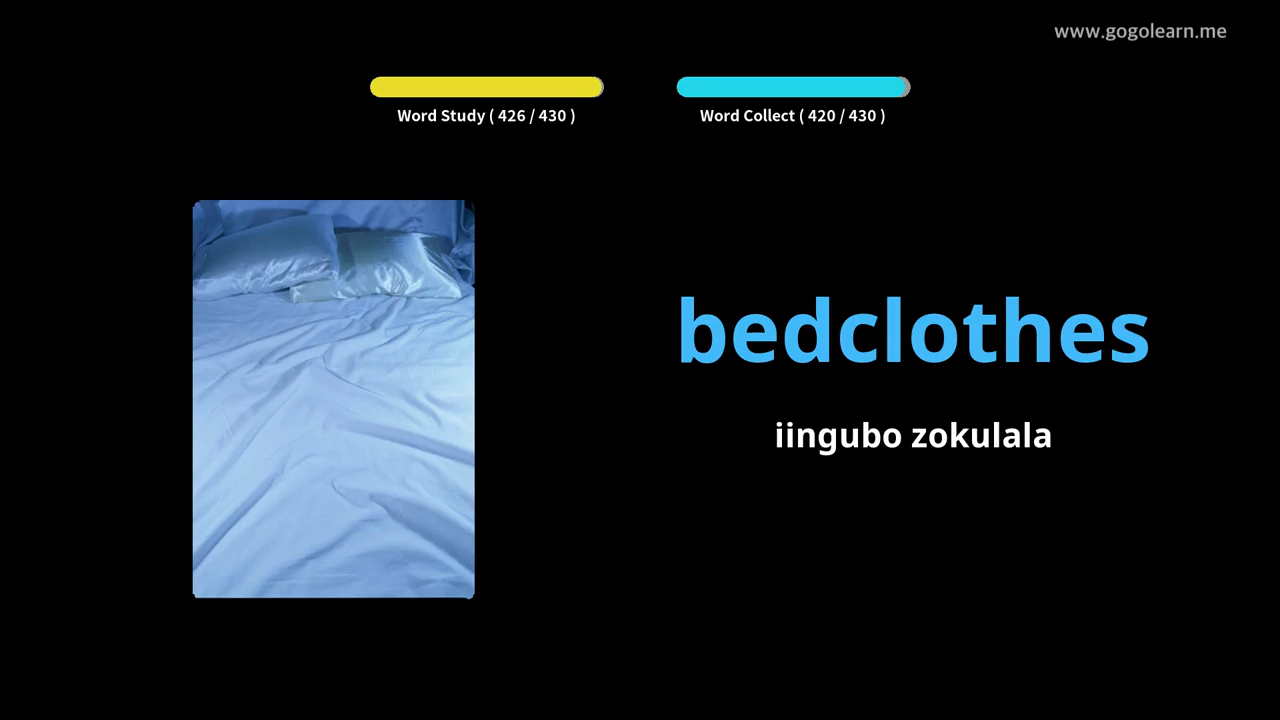 www.gogolearn.me
Word Study ( 426 / 430 )
Word Collect ( 420 / 430 )
bedclothes
iingubo zokulala